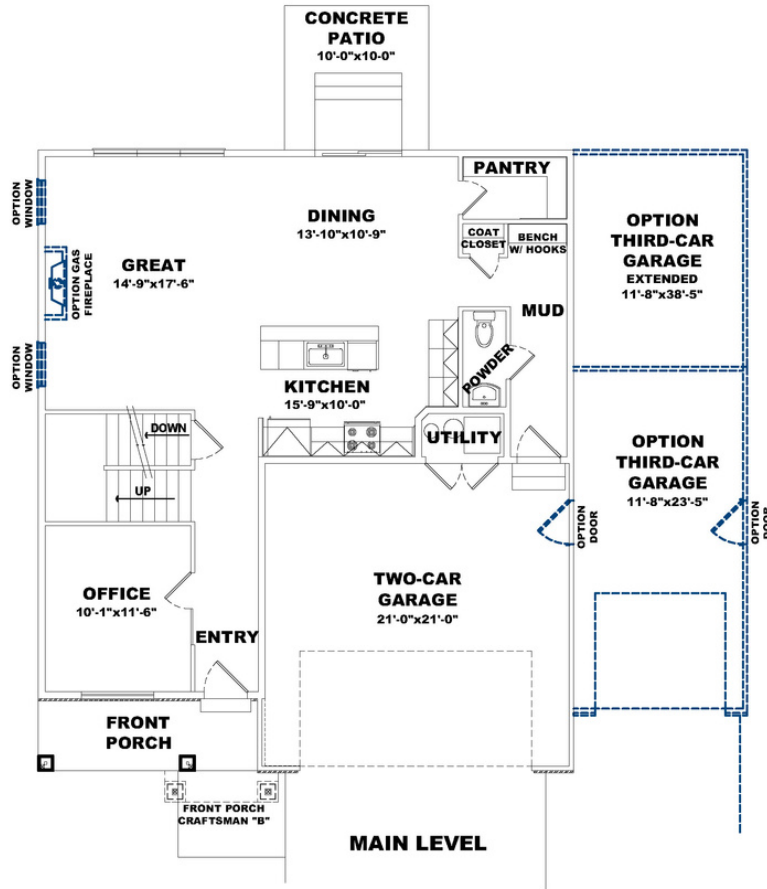 CONCRETE
PATIO
10'-0"x10-0"
OPTION
WINDOW
PANTRY
DINING
13'-10"x10'-9"
COAT
CLOSET
BENCH
W/ HOOKS
OPTION
THIRD-CAR
GARAGE
EXTENDED
11'-8"x38'-5"
GREAT
14'-9"x17'-6"
OPTION GAS
FIREPLACE
MUD
OPTION
WINDOW
POWDER
KITCHEN
15'-9"x10'-0"
DOWN
UTILITY
UP
OPTION
THIRD-CAR
GARAGE
11'-8"x23'-5"
OPTION
DOOR
OPTION
DOOR
OFFICE
10'-1"x11'-6"
TWO-CAR
GARAGE
21'-0"x21'-0"
ENTRY
FRONT
PORCH
FRONT PORCH
CRAFTSMAN "B"
MAIN LEVEL